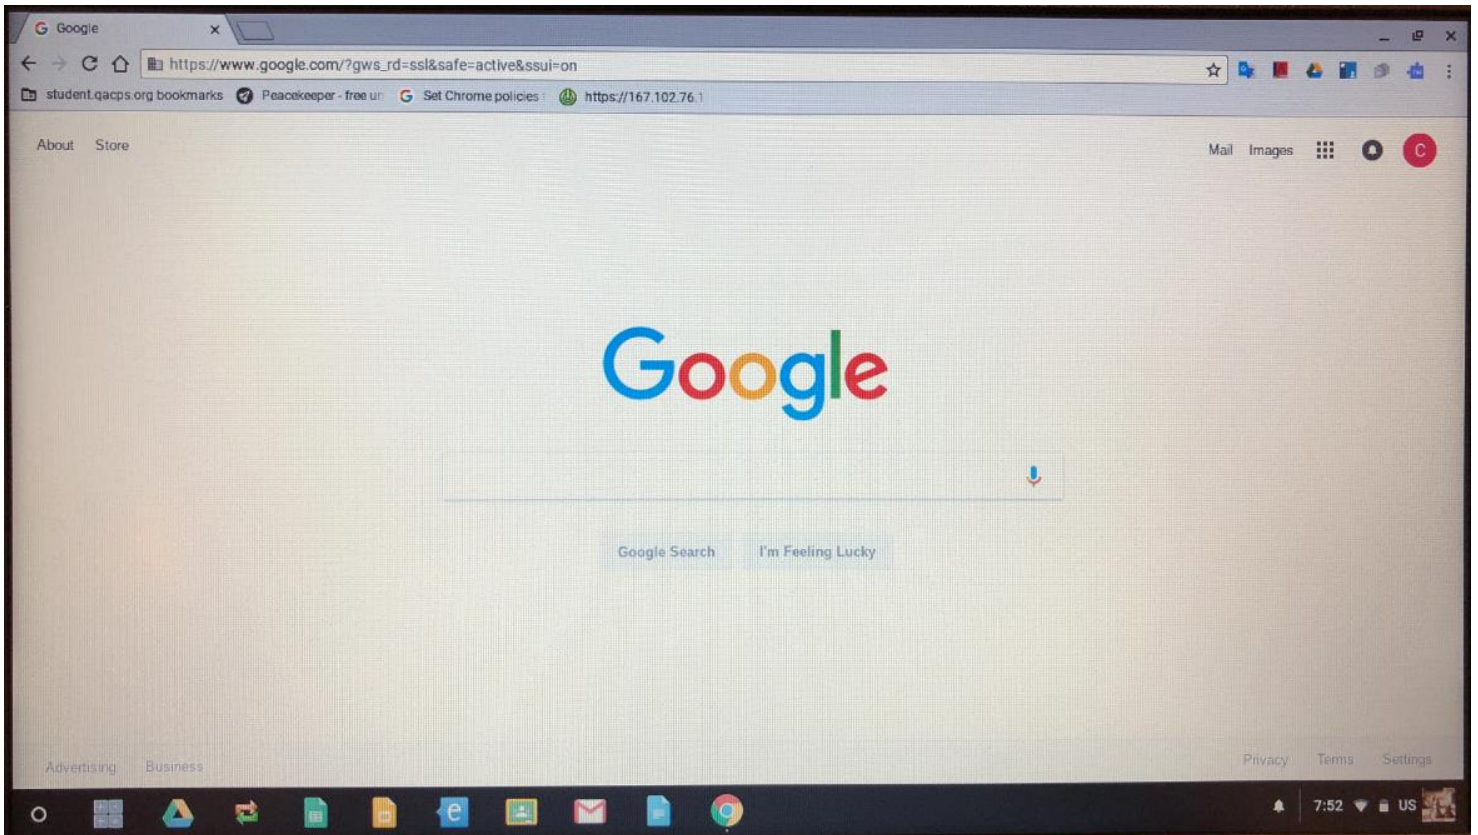 Google
https://www.google.com/?gws_rd=ssl&safe=active&ssui=on
student.qacps.org bookmarks Peacekeeper - free un Set Chrome policies https://167.102.76.1
About Store Mail Images C
Google
Google Search I'm Feeling Lucky
Advertising Business Privacy Terms Settings
7:52 US